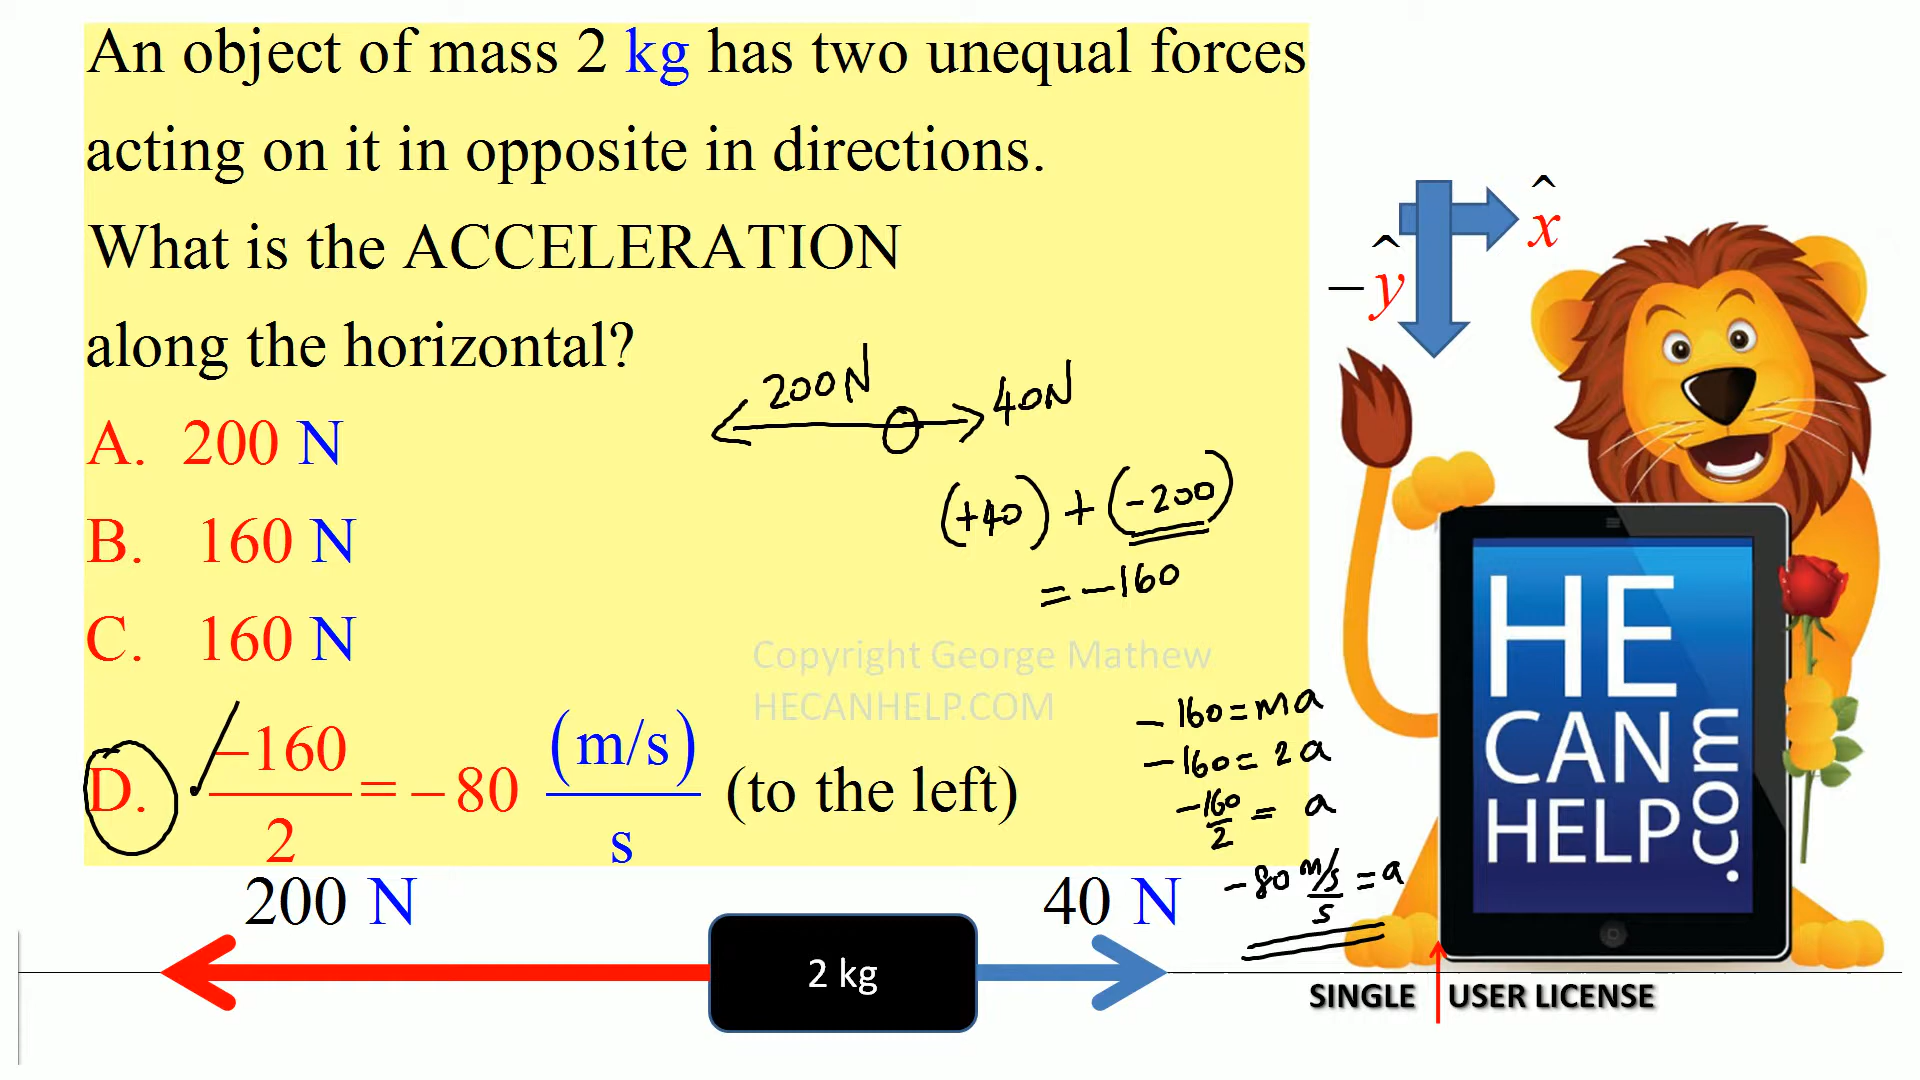 An object of mass 2 kg has two unequal forces
acting on it in opposite in directions.
What is the ACCELERATION
along the horizontal?
A. 200 N
B. 160 N
C. 160 N
D. -160/2 = -80 (m/s)/s (to the left)
200N 40N
(+40) + (-200)
= -160
Copyright George Mathew
HECANHELP.COM
-160 = ma
-160 = 2a
-160/2 = a
-80 m/s/s = a
200 N
40 N
2 kg
x̂
-ŷ
HE
CAN
HELP
.com
SINGLE USER LICENSE